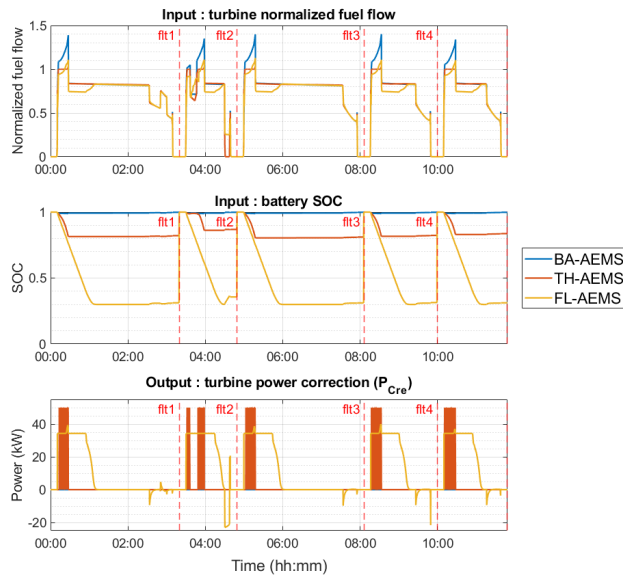 Input : turbine normalized fuel flow
Normalized fuel flow
1.5
1
0.5
0
flt1
flt2
flt3
flt4
00:00
02:00
04:00
06:00
08:00
10:00
Input : battery SOC
SOC
1
0.5
0
flt1
flt2
flt3
flt4
00:00
02:00
04:00
06:00
08:00
10:00
BA-AEMS
TH-AEMS
FL-AEMS
Output : turbine power correction (P_Cre)
Power (kW)
40
20
0
-20
flt1
flt2
flt3
flt4
00:00
02:00
04:00
06:00
08:00
10:00
Time (hh:mm)